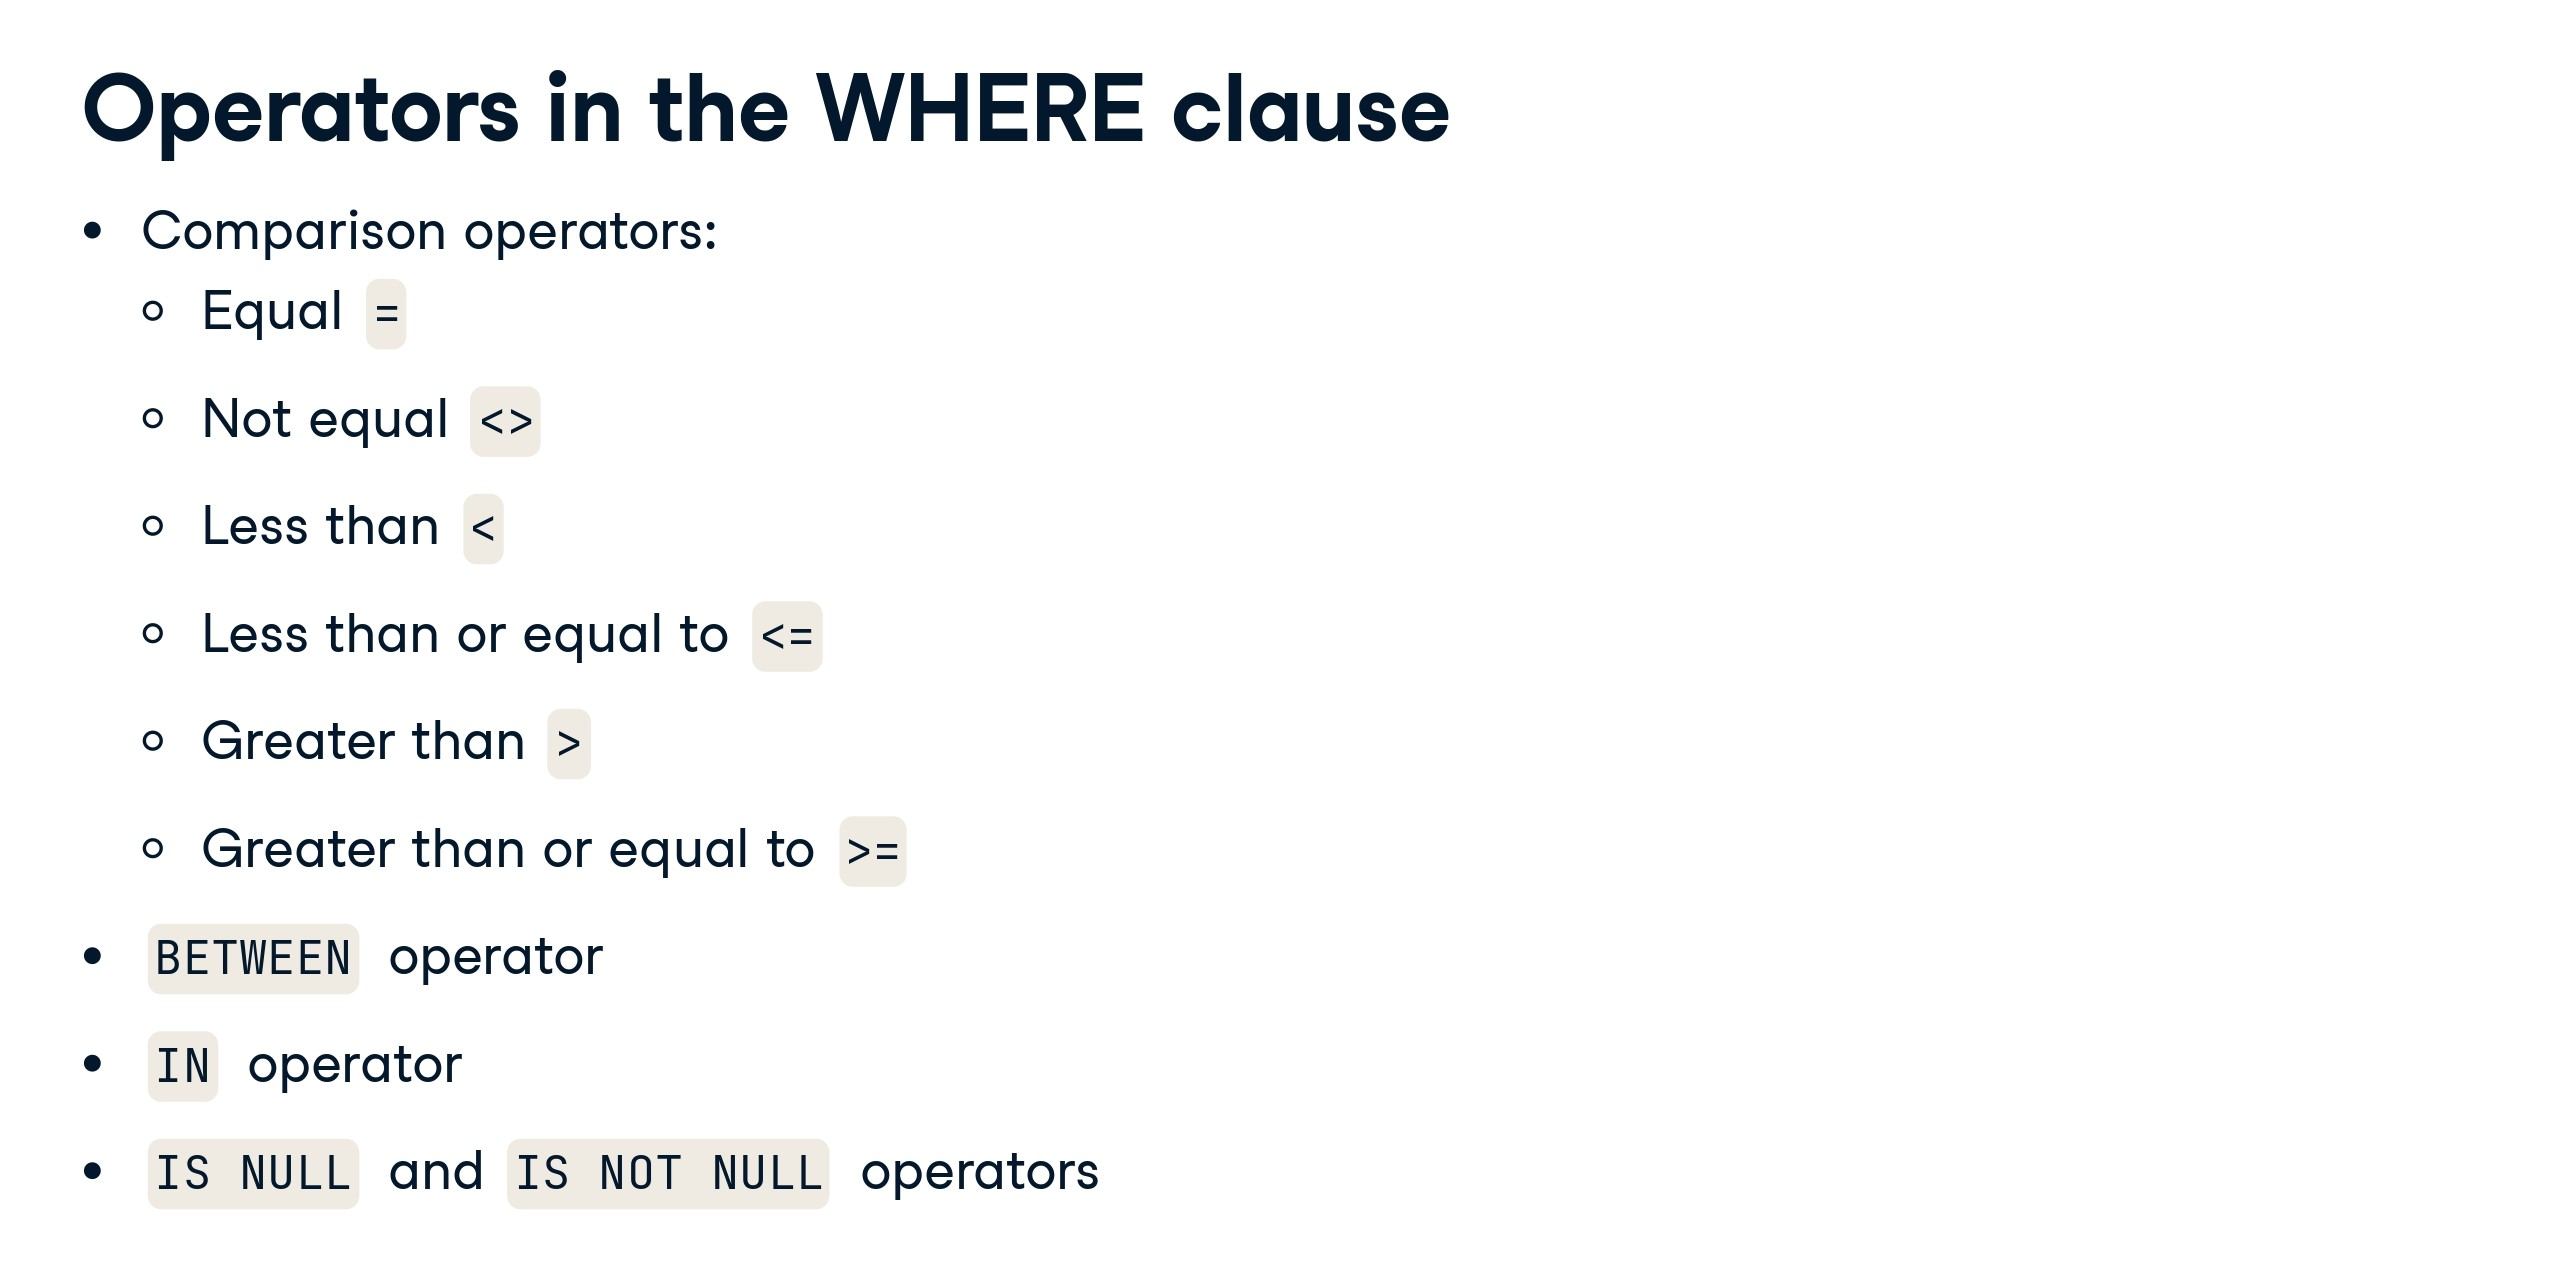 Operators in the WHERE clause
• Comparison operators:
◦ Equal =
◦ Not equal <>
◦ Less than <
◦ Less than or equal to <=
◦ Greater than >
◦ Greater than or equal to >=
• BETWEEN operator
• IN operator
• IS NULL and IS NOT NULL operators